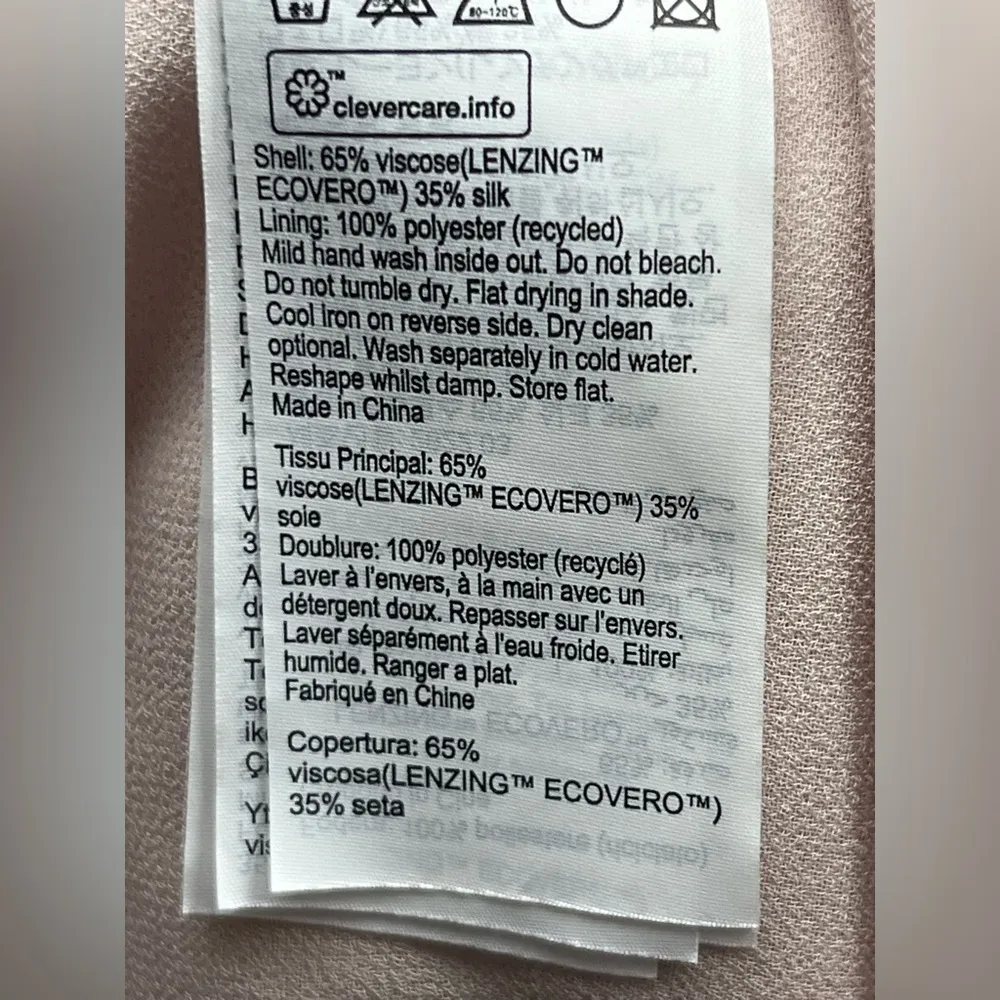 80~120℃
™
clevercare.info
Shell: 65% viscose(LENZING™
ECOVERO™) 35% silk
Lining: 100% polyester (recycled)
Mild hand wash inside out. Do not bleach.
Do not tumble dry. Flat drying in shade.
Cool Iron on reverse side. Dry clean
optional. Wash separately in cold water.
Reshape whilst damp. Store flat.
Made in China
Tissu Principal: 65%
viscose(LENZING™ ECOVERO™) 35%
soie
Doublure: 100% polyester (recyclé)
Laver à l'envers, à la main avec un
détergent doux. Repasser sur l'envers.
Laver séparément à l'eau froide. Etirer
humide. Ranger a plat.
Fabriqué en Chine
Copertura: 65%
viscosa(LENZING™ ECOVERO™)
35% seta